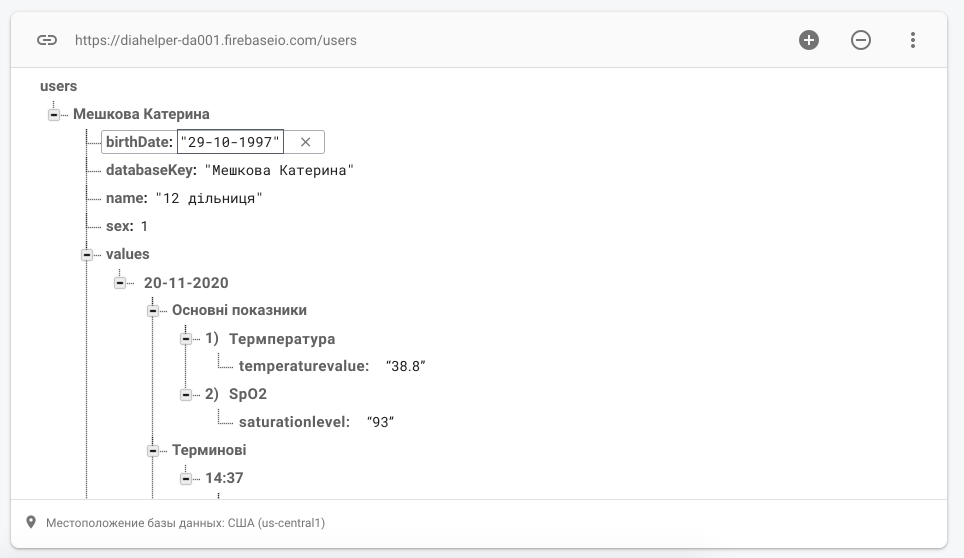 https://diahelper-da001.firebaseio.com/users
users
Мешкова Катерина
birthDate: "29-10-1997"
databaseKey: "Мешкова Катерина"
name: "12 дільниця"
sex: 1
values
20-11-2020
Основні показники
1) Термпература
temperaturevalue: “38.8”
2) SpO2
saturationlevel: “93”
Терминові
14:37
Местоположение базы данных: США (us-central1)